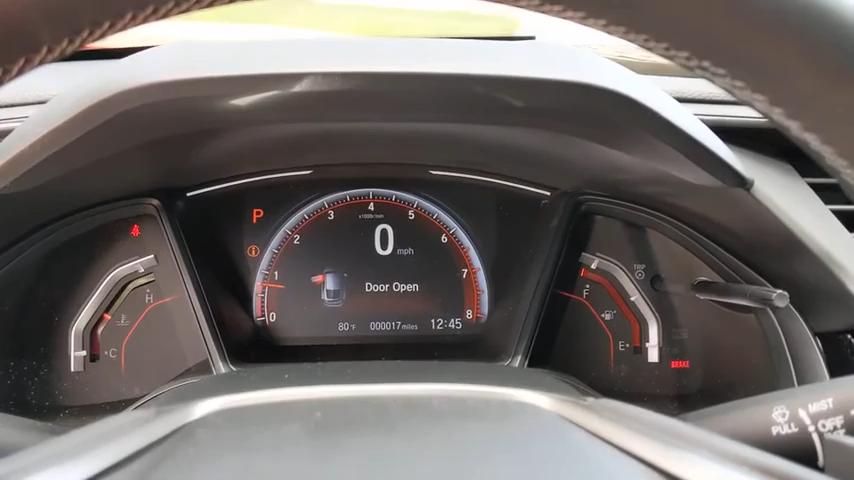 P
0 1 2 3 4 5 6 7 8
x1000r/min
0 mph
Door Open
80°F 000017 miles 12:45
H
C
TRIP
F
E
BRAKE
MIST
PULL OFF